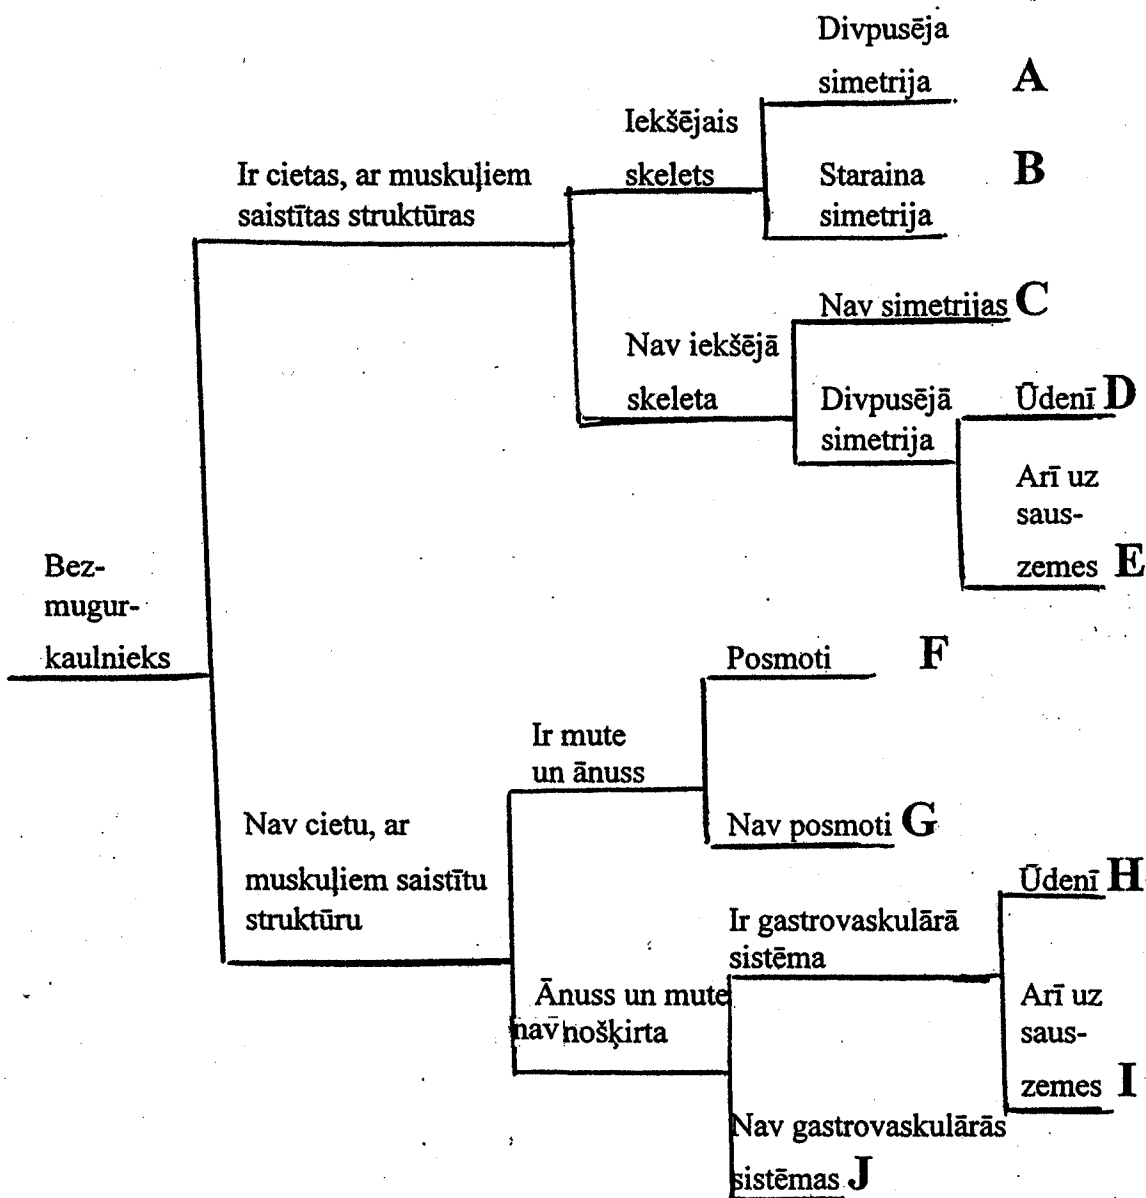 Divpusēja
simetrija A
Iekšējais
skelets
Staraina B
simetrija
Ir cietas, ar muskuļiem
saistītas struktūras
Nav simetrijas C
Nav iekšējā
skeleta
Divpusējā
simetrija
Ūdenī D
Arī uz
saus-
zemes E
Bez-
mugur-
kaulnieks
Posmoti F
Ir mute
un ānuss
Nav posmoti G
Nav cietu, ar
muskuļiem saistītu
struktūru
Ūdenī H
Ir gastrovaskulārā
sistēma
Ānuss un mute
nav nošķirta
Arī uz
saus-
zemes I
Nav gastrovaskulārās
sistēmas J